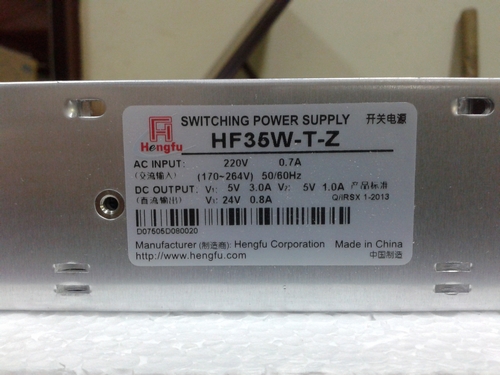 Hengfu
SWITCHING POWER SUPPLY 开关电源
HF35W-T-Z
AC INPUT: 220V 0.7A
(交流输入) (170~264V) 50/60Hz
DC OUTPUT: V1: 5V 3.0A V2: 5V 1.0A 产品标准
(直流输出) V3: 24V 0.8A Q/IRSX 1-2013
D07505D080020
Manufacturer (制造商): Hengfu Corporation Made in China
http://www.hengfu.com 中国制造